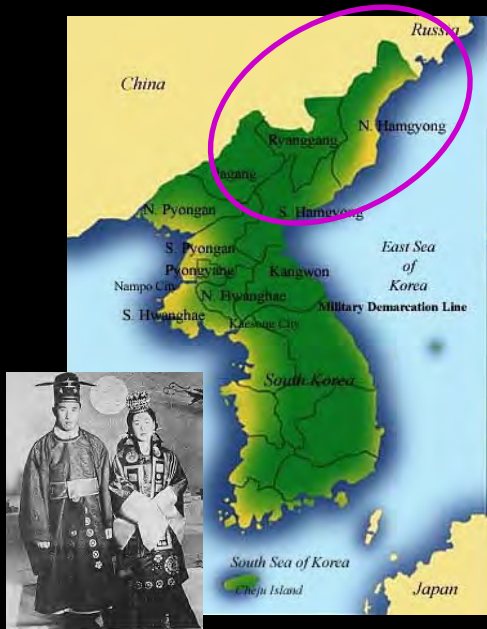 Russia
China
N. Hamgyong
Ryanggang
Jagang
N. Pyongan
S. Hamgyong
S. Pyongan
East Sea
of
Korea
Pyongyang
Kangwon
Nampo City
N. Hwanghae
Military Demarcation Line
S. Hwanghae
Kaesong City
South Korea
South Sea of Korea
Cheju Island
Japan